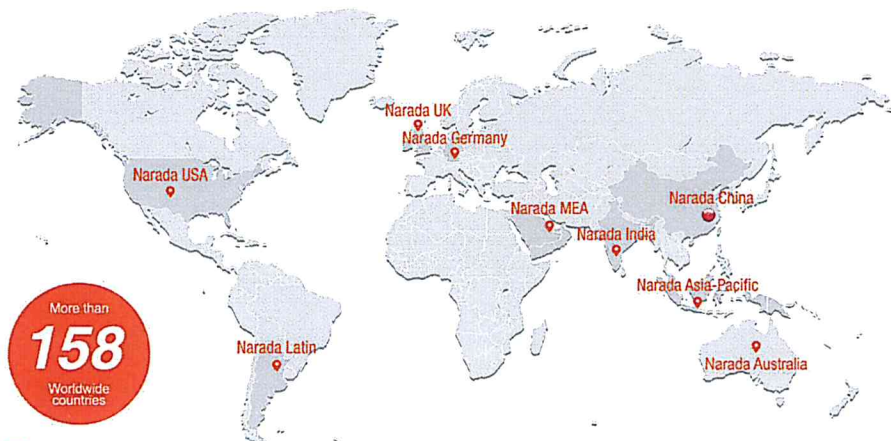 Narada UK
Narada Germany
Narada USA
Narada China
Narada MEA
Narada India
Narada Asia-Pacific
Narada Latin
Narada Australia
More than
158
Worldwide
countries